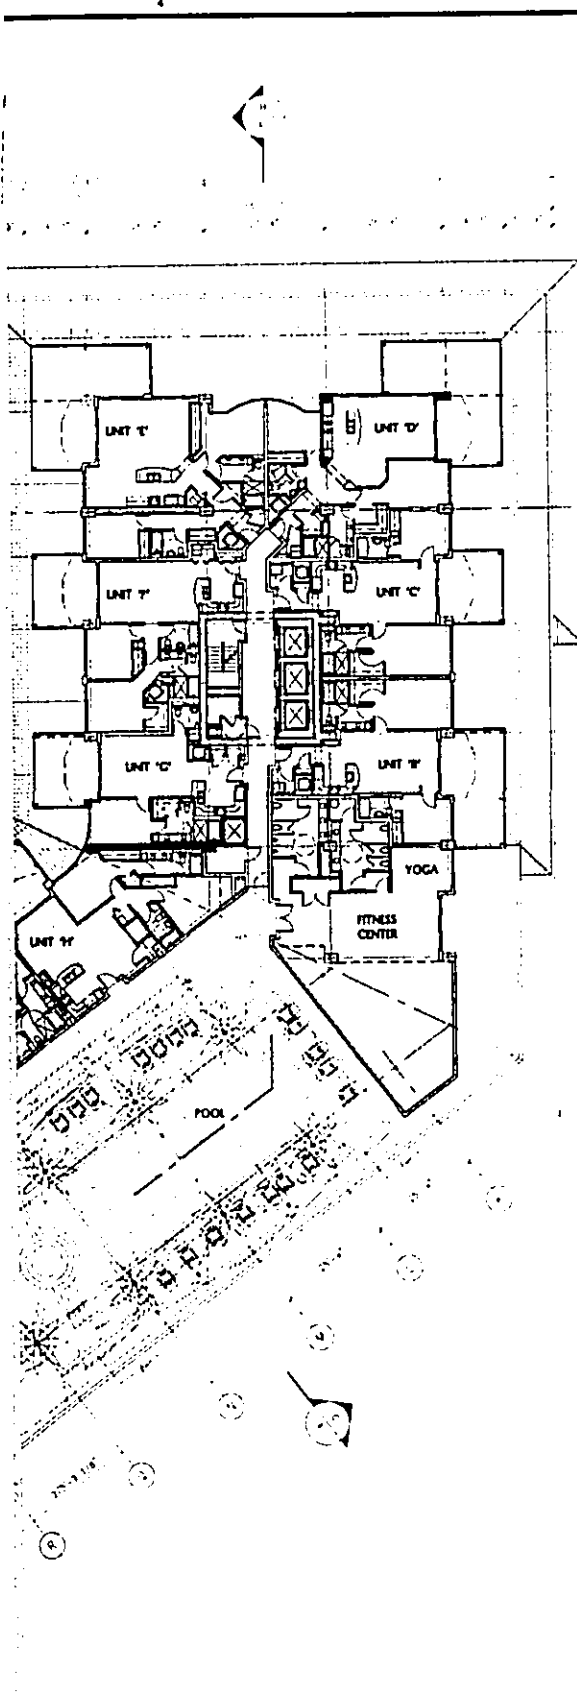 UNIT 'E'
UNIT 'D'
UNIT 'F'
UNIT 'C'
UNIT 'G'
UNIT 'B'
YOGA
FITNESS
CENTER
UNIT 'H'
POOL
R